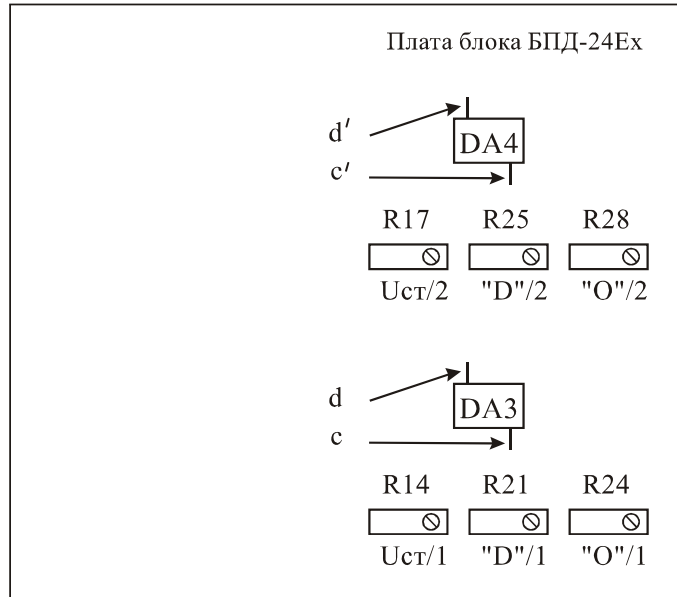 Плата блока БПД-24Ех
d'
DA4
c'
R17 R25 R28
Uст/2 "D"/2 "O"/2
d
DA3
c
R14 R21 R24
Uст/1 "D"/1 "O"/1